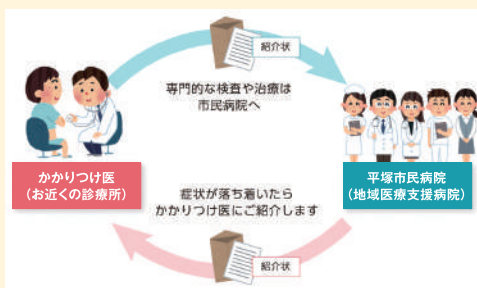 紹介状
専門的な検査や治療は
市民病院へ
かかりつけ医
（お近くの診療所）
平塚市民病院
（地域医療支援病院）
症状が落ち着いたら
かかりつけ医にご紹介します
紹介状